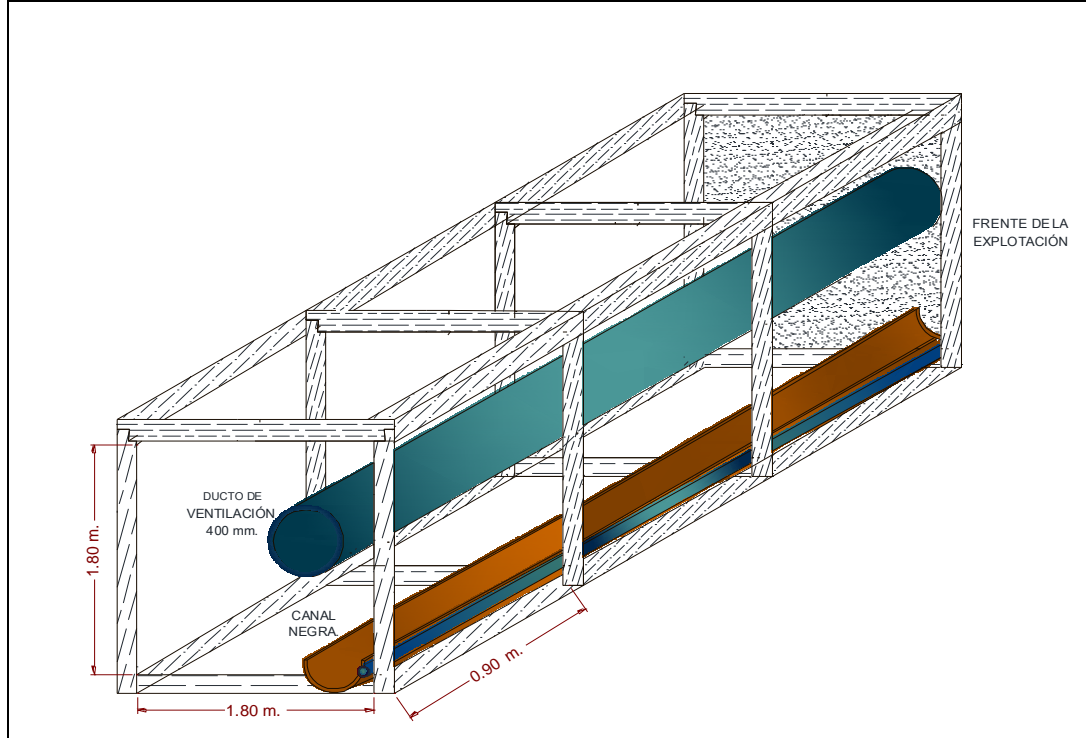 FRENTE DE LA
EXPLOTACIÓN
DUCTO DE
VENTILACIÓN
400 mm.
1.80 m.
CANAL
NEGRA.
0.90 m.
1.80 m.